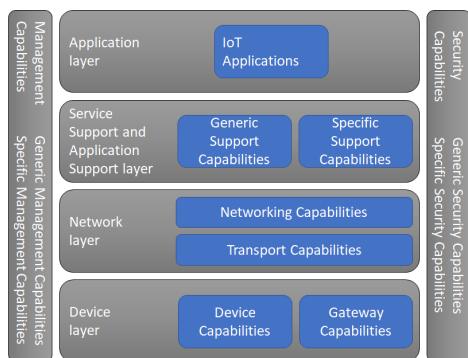 Management
Capabilities
Generic Management Capabilities
Specific Management Capabilities
Application
layer
IoT
Applications
Service
Support and
Application
Support layer
Generic
Support
Capabilities
Specific
Support
Capabilities
Network
layer
Networking Capabilities
Transport Capabilities
Device
layer
Device
Capabilities
Gateway
Capabilities
Security
Capabilities
Generic Security Capabilities
Specific Security Capabilities